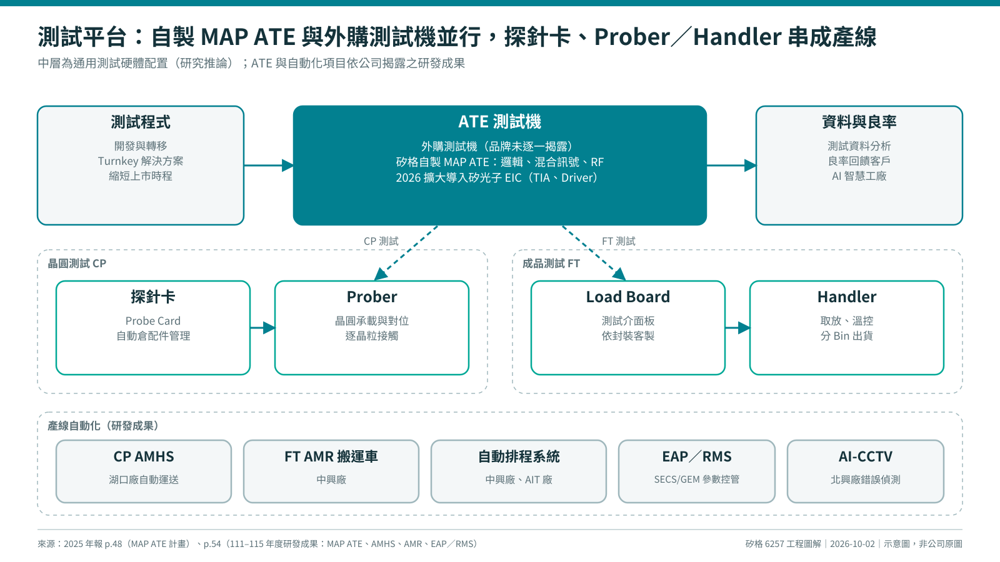 測試平台：自製 MAP ATE 與外購測試機並行，探針卡、Prober／Handler 串成產線
中層為通用測試硬體配置（研究推論）；ATE 與自動化項目依公司揭露之研發成果
測試程式
開發與轉移
Turnkey 解決方案
縮短上市時程
ATE 測試機
外購測試機（品牌未逐一揭露）
矽格自製 MAP ATE：邏輯、混合訊號、RF
2026 擴大導入矽光子 EIC（TIA、Driver）
資料與良率
測試資料分析
良率回饋客戶
AI 智慧工廠
CP 測試
FT 測試
晶圓測試 CP
探針卡
Probe Card
自動倉配件管理
Prober
晶圓承載與對位
逐晶粒接觸
成品測試 FT
Load Board
測試介面板
依封裝客製
Handler
取放、溫控
分 Bin 出貨
產線自動化（研發成果）
CP AMHS
湖口廠自動運送
FT AMR 搬運車
中興廠
自動排程系統
中興廠、AIT 廠
EAP／RMS
SECS/GEM 參數控管
AI-CCTV
北興廠錯誤偵測
來源：2025 年報 p.48（MAP ATE 計畫）、p.54（111–115 年度研發成果：MAP ATE、AMHS、AMR、EAP／RMS）
矽格 6257 工程圖解｜2026-10-02｜示意圖，非公司原圖